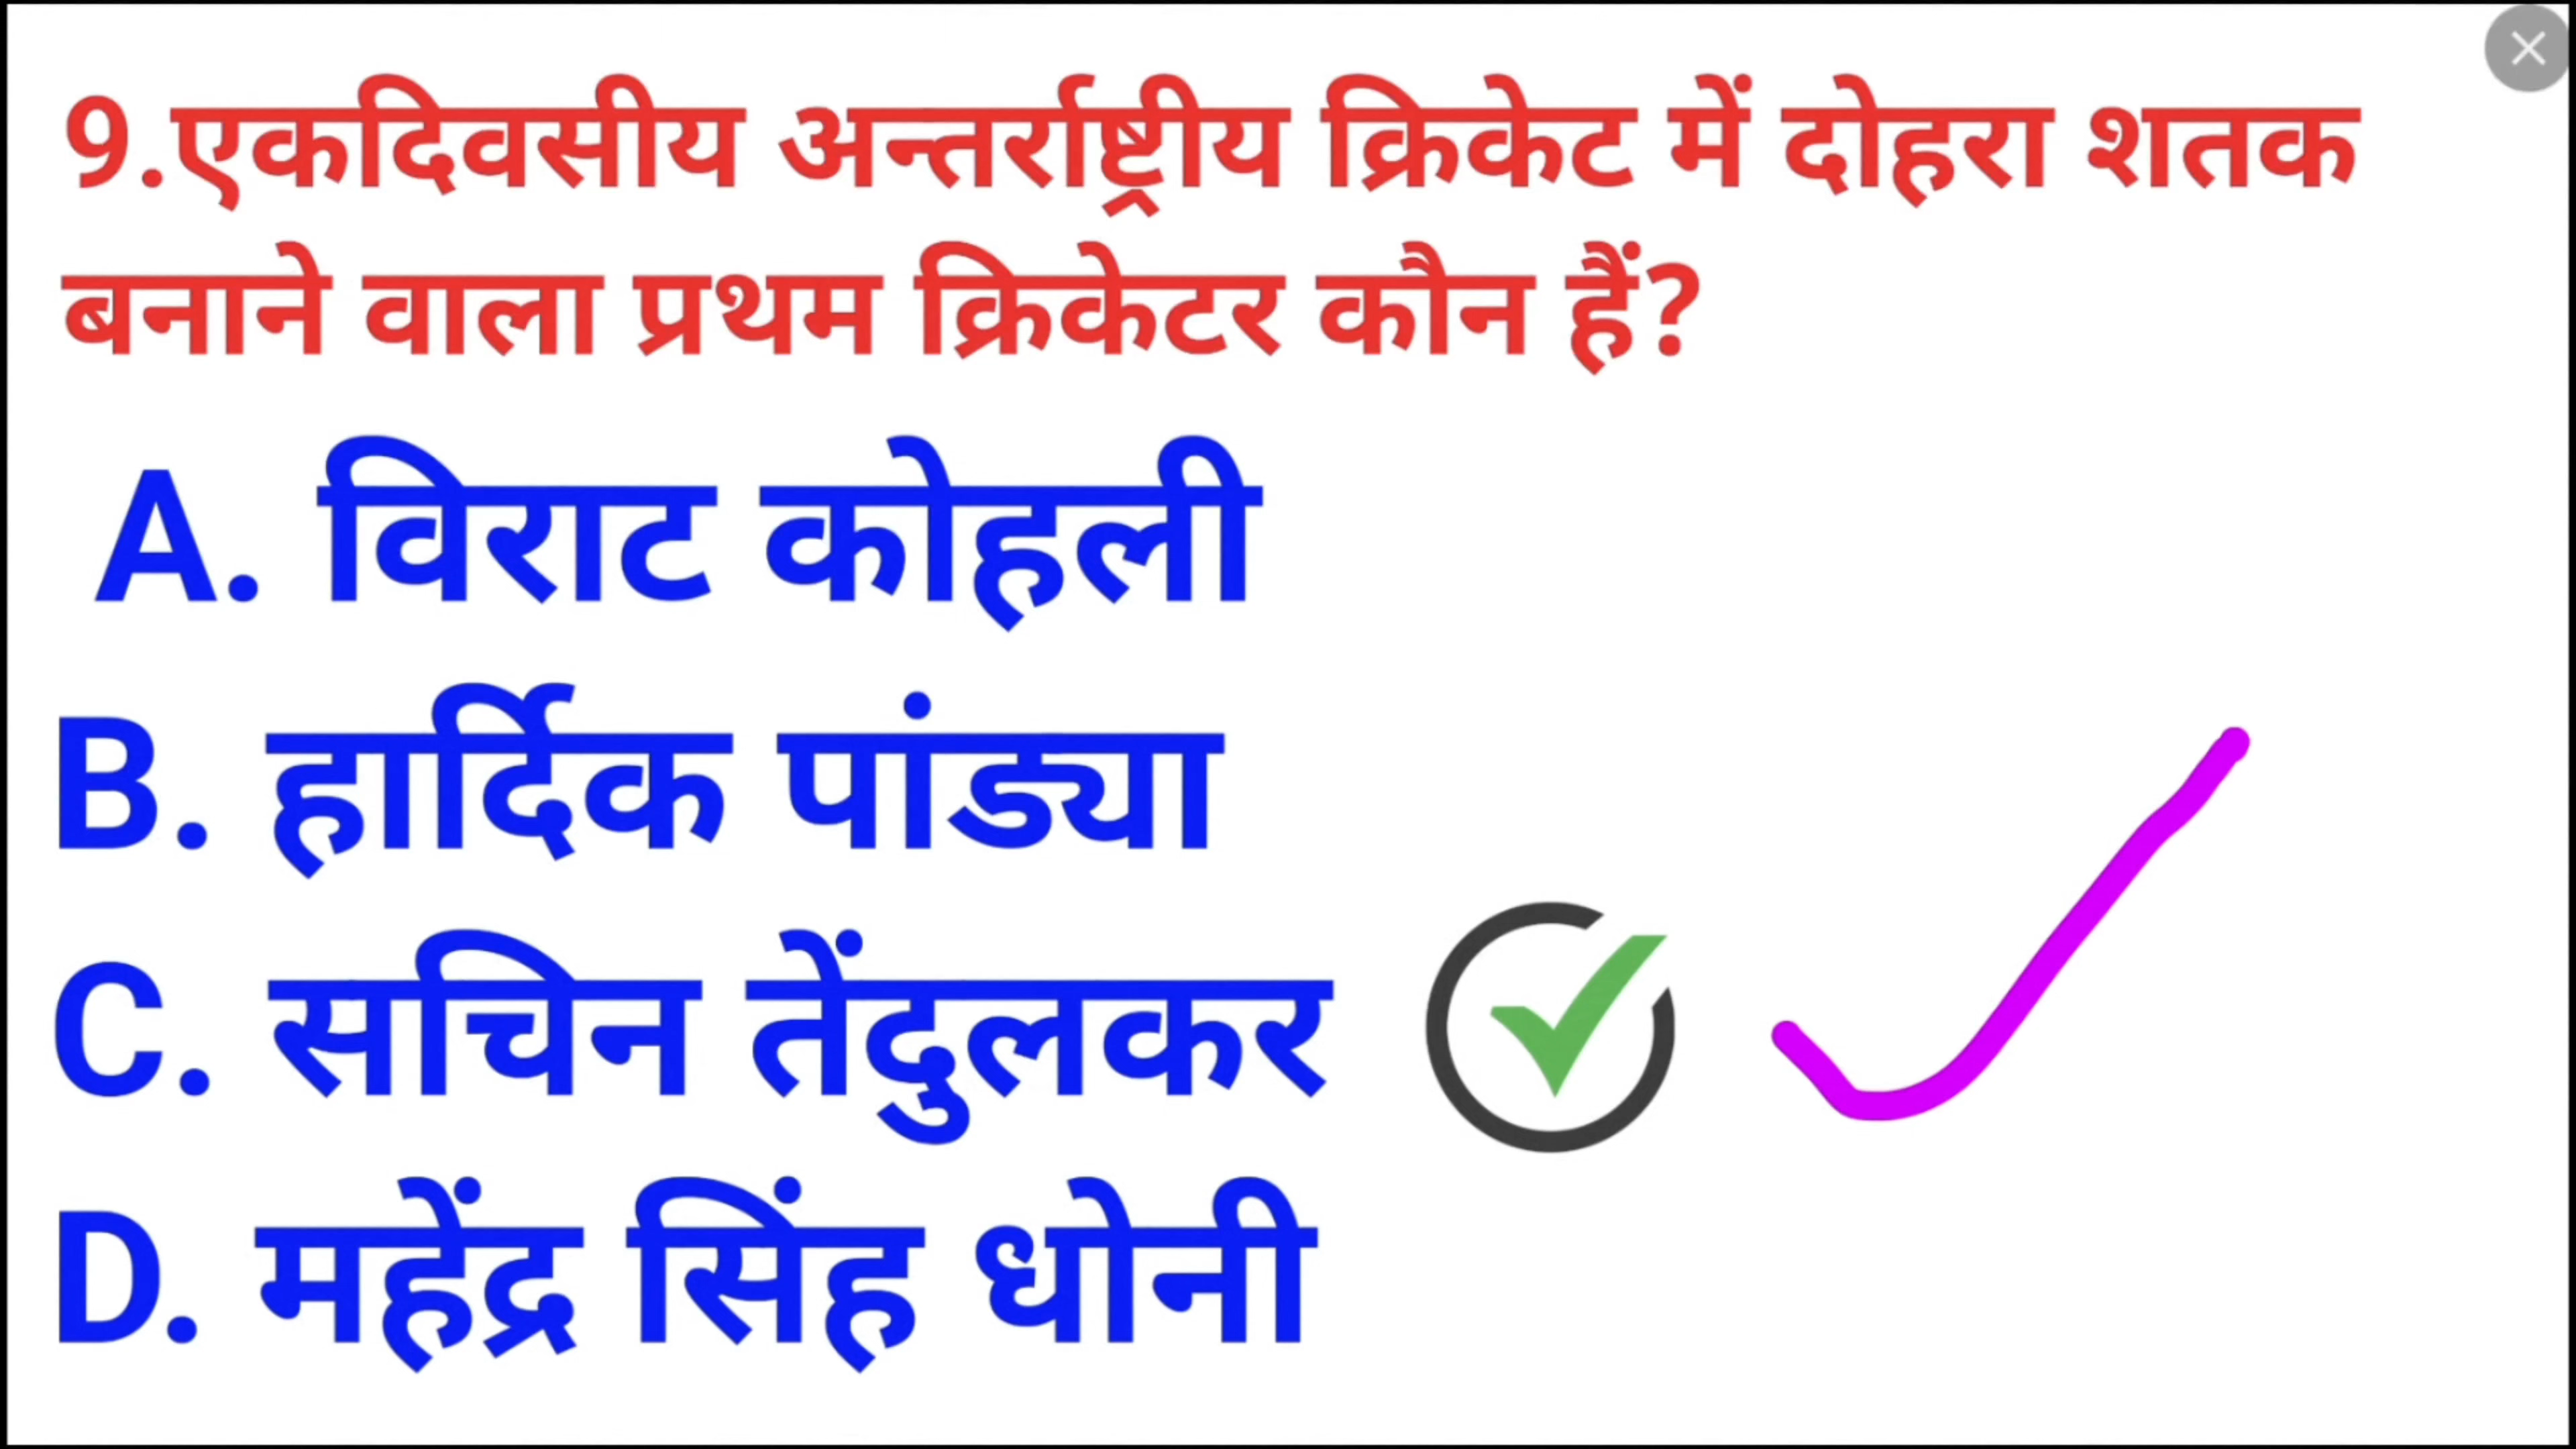 9.एकदिवसीय अन्तर्राष्ट्रीय क्रिकेट में दोहरा शतक
बनाने वाला प्रथम क्रिकेटर कौन हैं?
A. विराट कोहली
B. हार्दिक पांड्या
C. सचिन तेंदुलकर
D. महेंद्र सिंह धोनी